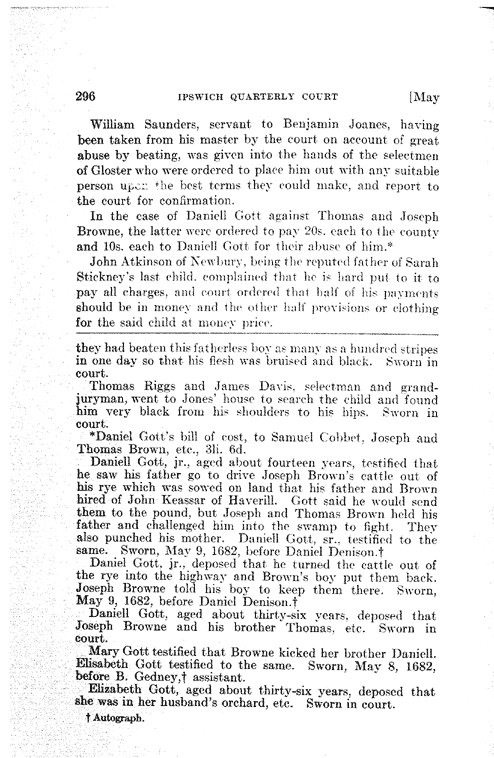 296 IPSWICH QUARTERLY COURT [May
William Saunders, servant to Benjamin Joanes, having
been taken from his master by the court on account of great
abuse by beating, was given into the hands of the selectmen
of Gloster who were ordered to place him out with any suitable
person upon the best terms they could make, and report to
the court for confirmation.
In the case of Daniell Gott against Thomas and Joseph
Browne, the latter were ordered to pay 20s. each to the county
and 10s. each to Daniell Gott for their abuse of him.*
John Atkinson of Newbury, being the reputed father of Sarah
Stickney's last child, complained that he is hard put to it to
pay all charges, and court ordered that half of his payments
should be in money and the other half provisions or clothing
for the said child at money price.
they had beaten this fatherless boy as many as a hundred stripes
in one day so that his flesh was bruised and black. Sworn in
court.
Thomas Riggs and James Davis, selectman and grand-
juryman, went to Jones' house to search the child and found
him very black from his shoulders to his hips. Sworn in
court.
*Daniel Gott's bill of cost, to Samuel Cobbet, Joseph and
Thomas Brown, etc., 3li. 6d.
Daniell Gott, jr., aged about fourteen years, testified that
he saw his father go to drive Joseph Brown's cattle out of
his rye which was sowed on land that his father and Brown
hired of John Keassar of Haverill. Gott said he would send
them to the pound, but Joseph and Thomas Brown held his
father and challenged him into the swamp to fight. They
also punched his mother. Daniell Gott, sr., testified to the
same. Sworn, May 9, 1682, before Daniel Denison.†
Daniel Gott, jr., deposed that he turned the cattle out of
the rye into the highway and Brown's boy put them back.
Joseph Browne told his boy to keep them there. Sworn,
May 9, 1682, before Daniel Denison.†
Daniell Gott, aged about thirty-six years, deposed that
Joseph Browne and his brother Thomas, etc. Sworn in
court.
Mary Gott testified that Browne kicked her brother Daniell.
Elisabeth Gott testified to the same. Sworn, May 8, 1682,
before B. Gedney,† assistant.
Elizabeth Gott, aged about thirty-six years, deposed that
she was in her husband's orchard, etc. Sworn in court.
† Autograph.